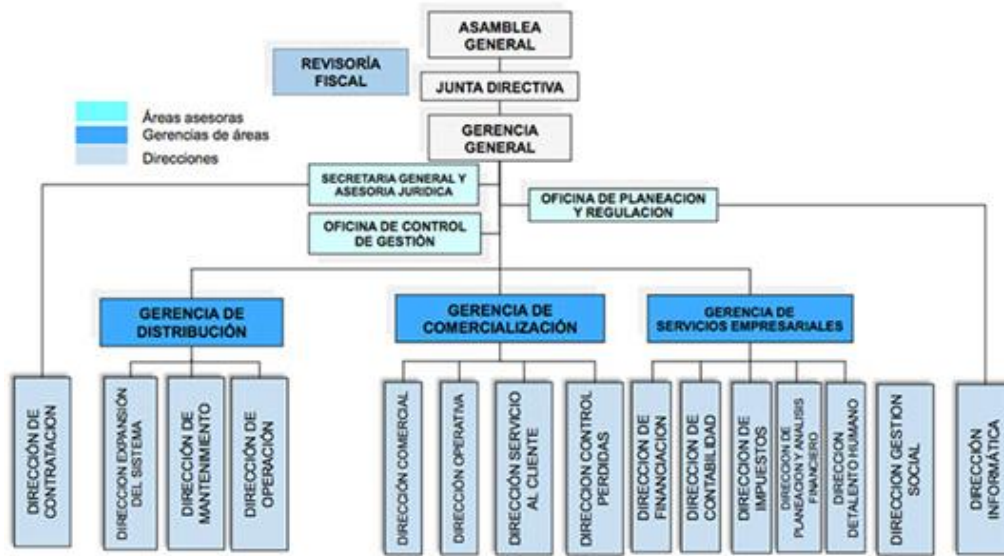 ASAMBLEA
GENERAL
REVISORÍA
FISCAL
JUNTA DIRECTIVA
GERENCIA
GENERAL
Áreas asesoras
Gerencias de áreas
Direcciones
SECRETARIA GENERAL Y
ASESORIA JURIDICA
OFICINA DE PLANEACION
Y REGULACION
OFICINA DE CONTROL
DE GESTIÒN
GERENCIA DE
DISTRIBUCIÓN
GERENCIA DE
COMERCIALIZACIÓN
GERENCIA DE
SERVICIOS EMPRESARIALES
DIRECCIÓN DE
CONTRATACION
DIRECCION EXPANSIÓN
DEL SISTEMA
DIRECCIÓN DE
MANTENIMIENTO
DIRECCIÓN DE
OPERACIÓN
DIRECCIÓN COMERCIAL
DIRECCION OPERATIVA
DIRECCIÓN SERVICIO
AL CLIENTE
DIRECCION CONTROL
PERDIDAS
DIRECCION DE
FINANCIACION
DIRECCION DE
CONTABILIDAD
DIRECCION DE
IMPUESTOS
DIRECCION DE
PLANEACION Y ANALISIS
FINANCIERO
DIRECCION
DETALENTO HUMANO
DIRECCION GESTION
SOCIAL
DIRECCIÓN
INFORMÁTICA